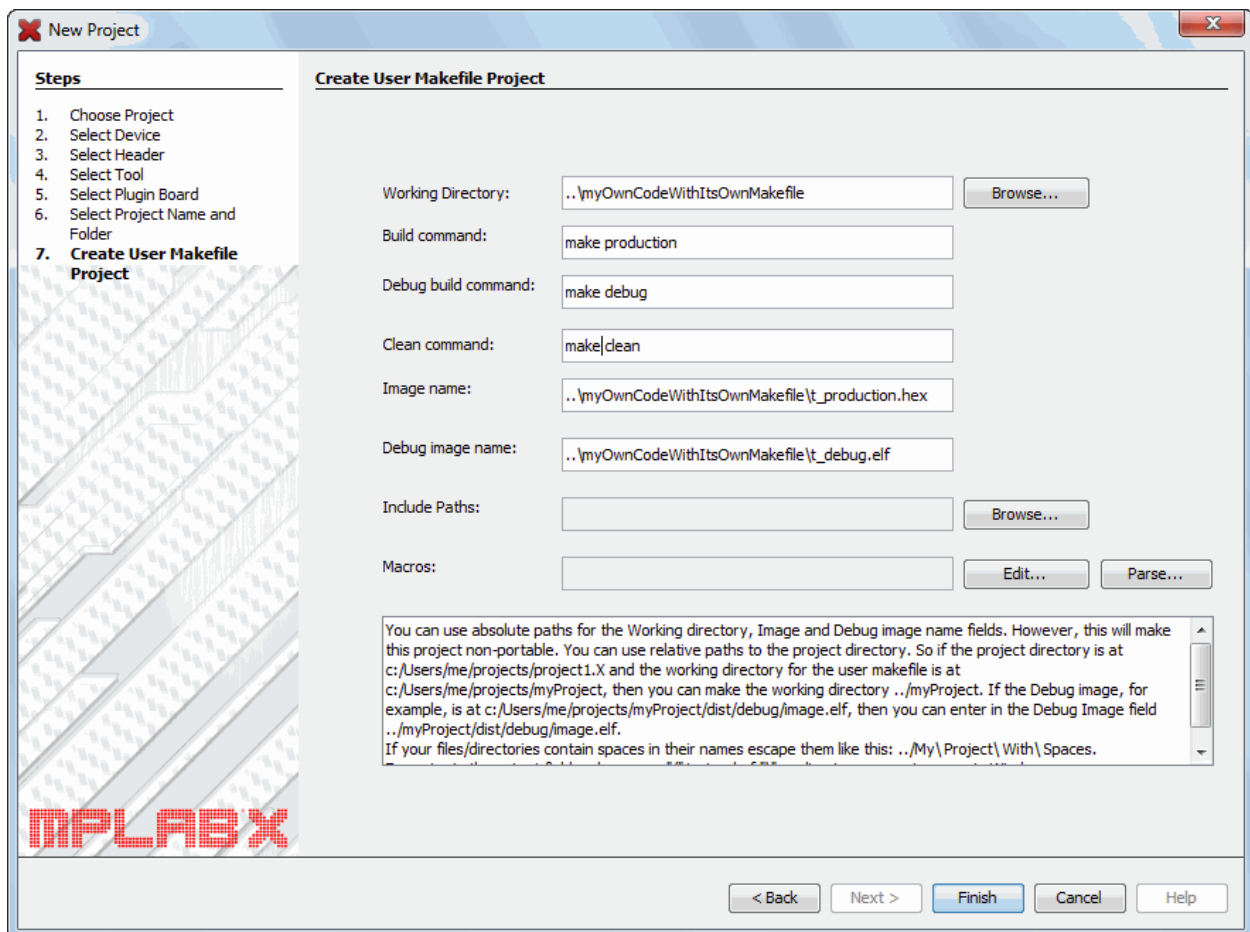 New Project
Steps
1. Choose Project
2. Select Device
3. Select Header
4. Select Tool
5. Select Plugin Board
6. Select Project Name and
Folder
7. Create User Makefile
Project
MPLAB X
Create User Makefile Project
Working Directory: ..\myOwnCodeWithItsOwnMakefile Browse...
Build command: make production
Debug build command: make debug
Clean command: make clean
Image name: ..\myOwnCodeWithItsOwnMakefile\t_production.hex
Debug image name: ..\myOwnCodeWithItsOwnMakefile\t_debug.elf
Include Paths: Browse...
Macros: Edit... Parse...
You can use absolute paths for the Working directory, Image and Debug image name fields. However, this will make
this project non-portable. You can use relative paths to the project directory. So if the project directory is at
c:/Users/me/projects/project1.X and the working directory for the user makefile is at
c:/Users/me/projects/myProject, then you can make the working directory ../myProject. If the Debug image, for
example, is at c:/Users/me/projects/myProject/dist/debug/image.elf, then you can enter in the Debug Image field
../myProject/dist/debug/image.elf.
If your files/directories contain spaces in their names escape them like this: ../My\ Project\ With\ Spaces.
< Back Next > Finish Cancel Help